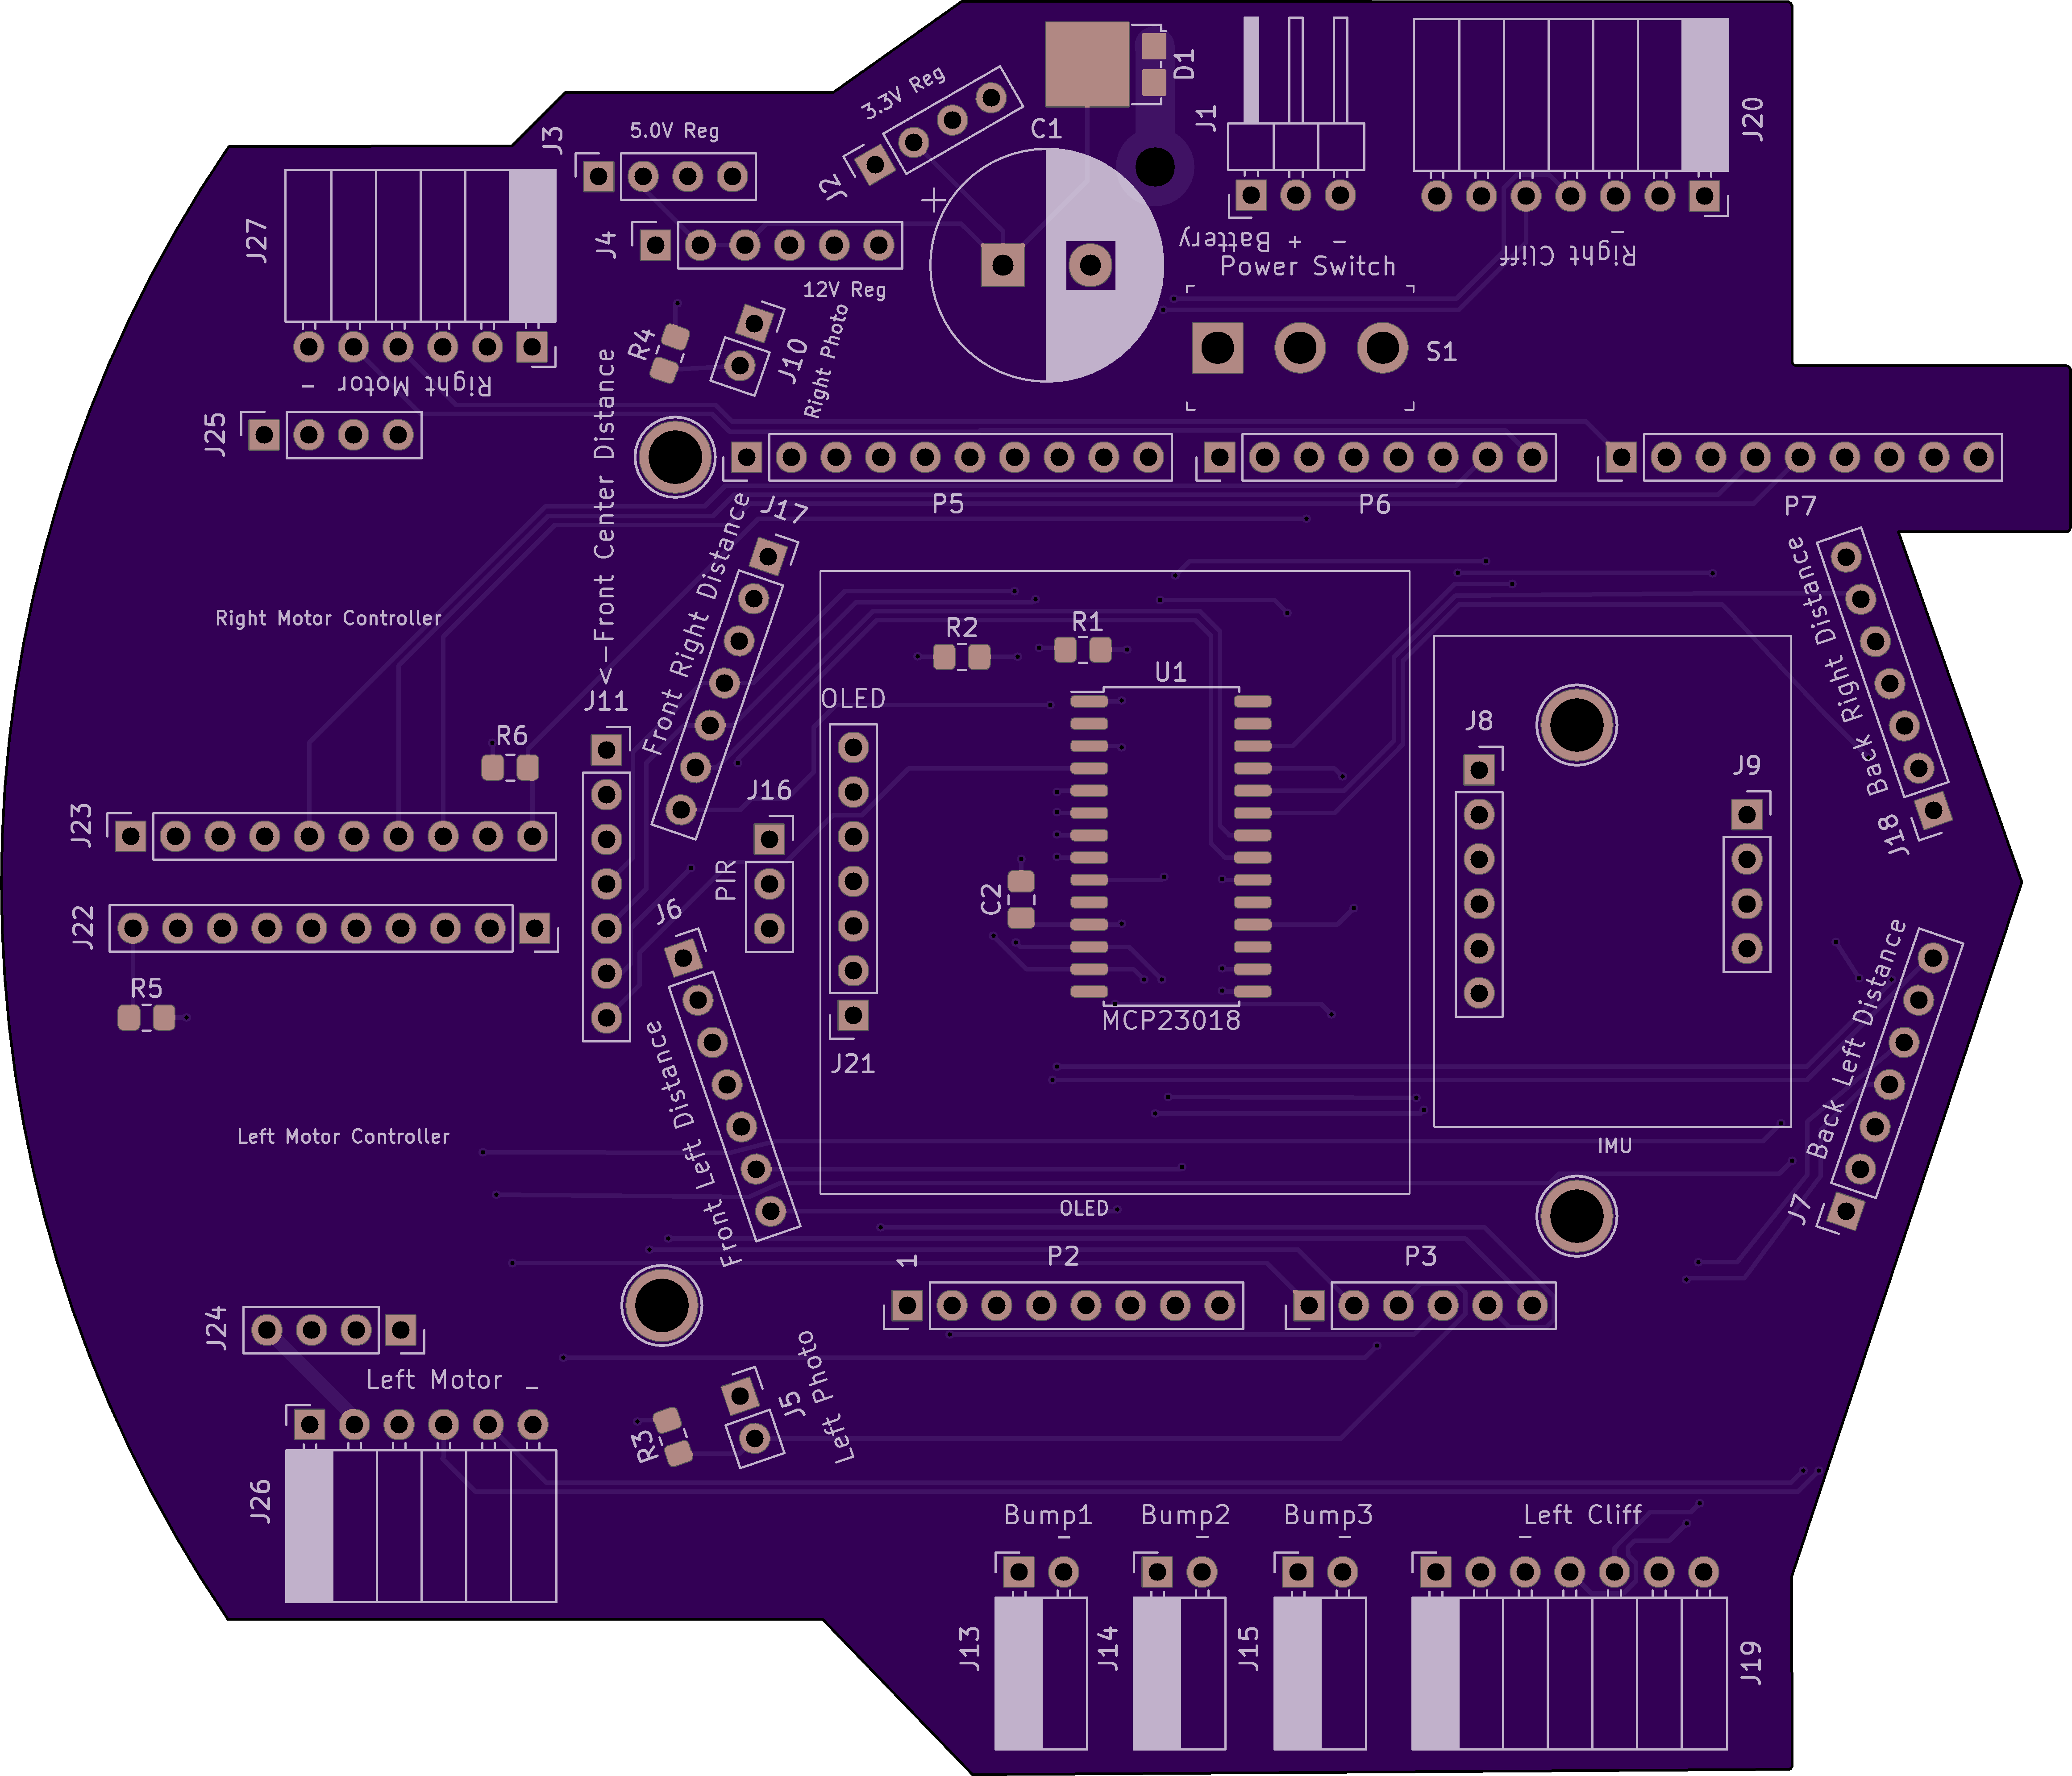 D1
3.3V Reg
C1
J1
J20
J3
5.0V Reg
J2
+
J4
J27
- + Battery
Power Switch
-
Right Cliff
12V Reg
R4
J10
Right Photo
S1
- Right Motor
J25
<-Front Center Distance
J17
P5
P6
P7
Front Right Distance
Back Right Distance
Right Motor Controller
R2
R1
U1
J11
OLED
J8
R6
J9
J16
J23
J18
PIR
C2
J6
J22
R5
MCP23018
J21
Front Left Distance
Back Left Distance
Left Motor Controller
IMU
OLED
J7
1
P2
P3
J24
Left Motor -
J5
Left Photo
R3
J26
Bump1
-
Bump2
-
Bump3
-
Left Cliff
-
J13
J14
J15
J19